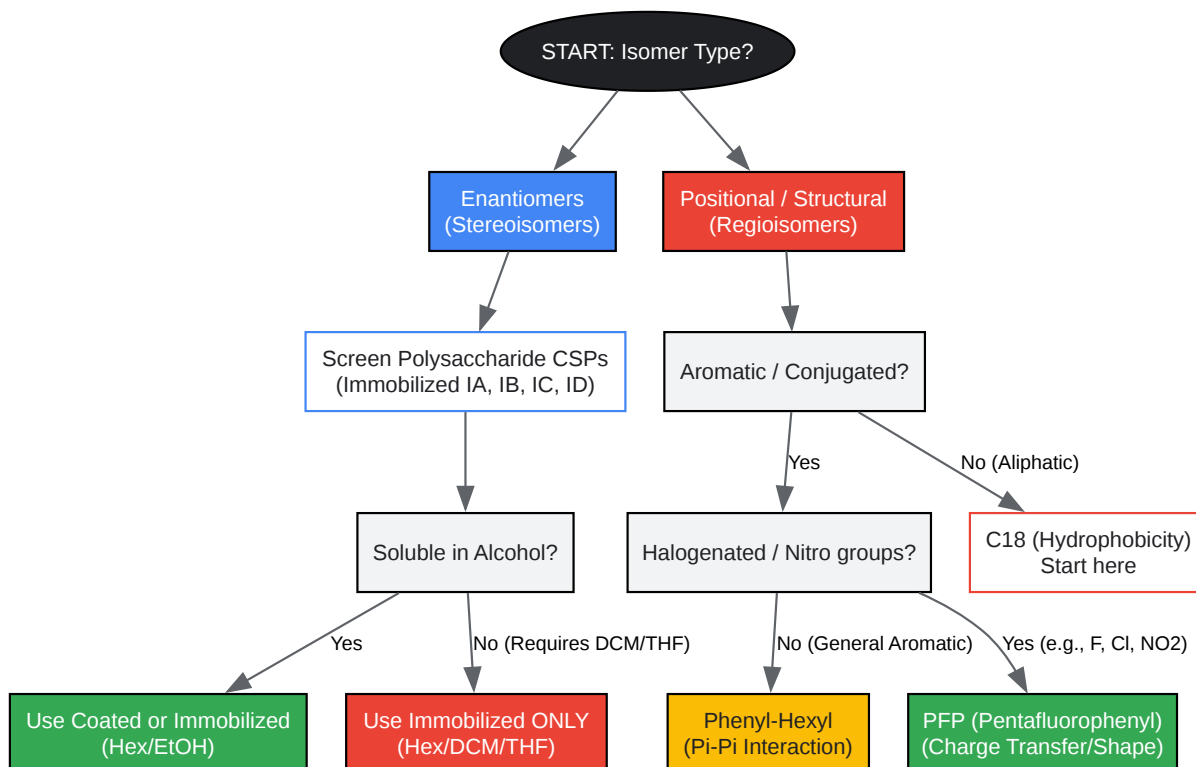 START: Isomer Type?
Enantiomers
(Stereoisomers)
Positional / Structural
(Regioisomers)
Screen Polysaccharide CSPs
(Immobilized IA, IB, IC, ID)
Aromatic / Conjugated?
Yes
No (Aliphatic)
Soluble in Alcohol?
Halogenated / Nitro groups?
C18 (Hydrophobicity)
Start here
Yes
No (Requires DCM/THF)
No (General Aromatic)
Yes (e.g., F, Cl, NO2)
Use Coated or Immobilized
(Hex/EtOH)
Use Immobilized ONLY
(Hex/DCM/THF)
Phenyl-Hexyl
(Pi-Pi Interaction)
PFP (Pentafluorophenyl)
(Charge Transfer/Shape)